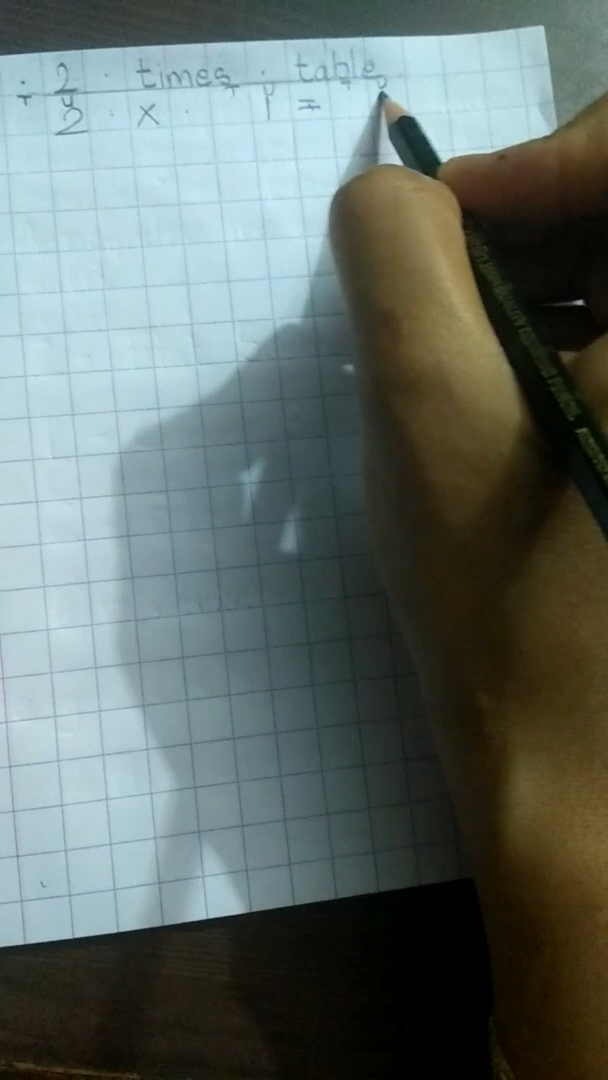 2 times table
2 x 1 =